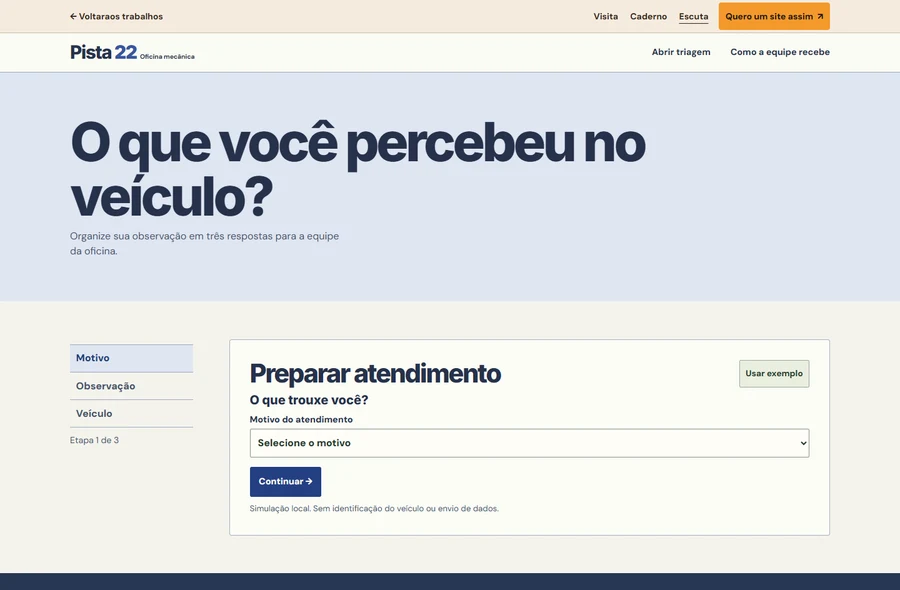 ← Voltaraos trabalhos
Visita Caderno Escuta Quero um site assim ↗
Pista 22 Oficina mecânica
Abrir triagem Como a equipe recebe
O que você percebeu no
veículo?
Organize sua observação em três respostas para a equipe
da oficina.
Motivo
Observação
Veículo
Etapa 1 de 3
Preparar atendimento
Usar exemplo
O que trouxe você?
Motivo do atendimento
Selecione o motivo
Continuar →
Simulação local. Sem identificação do veículo ou envio de dados.